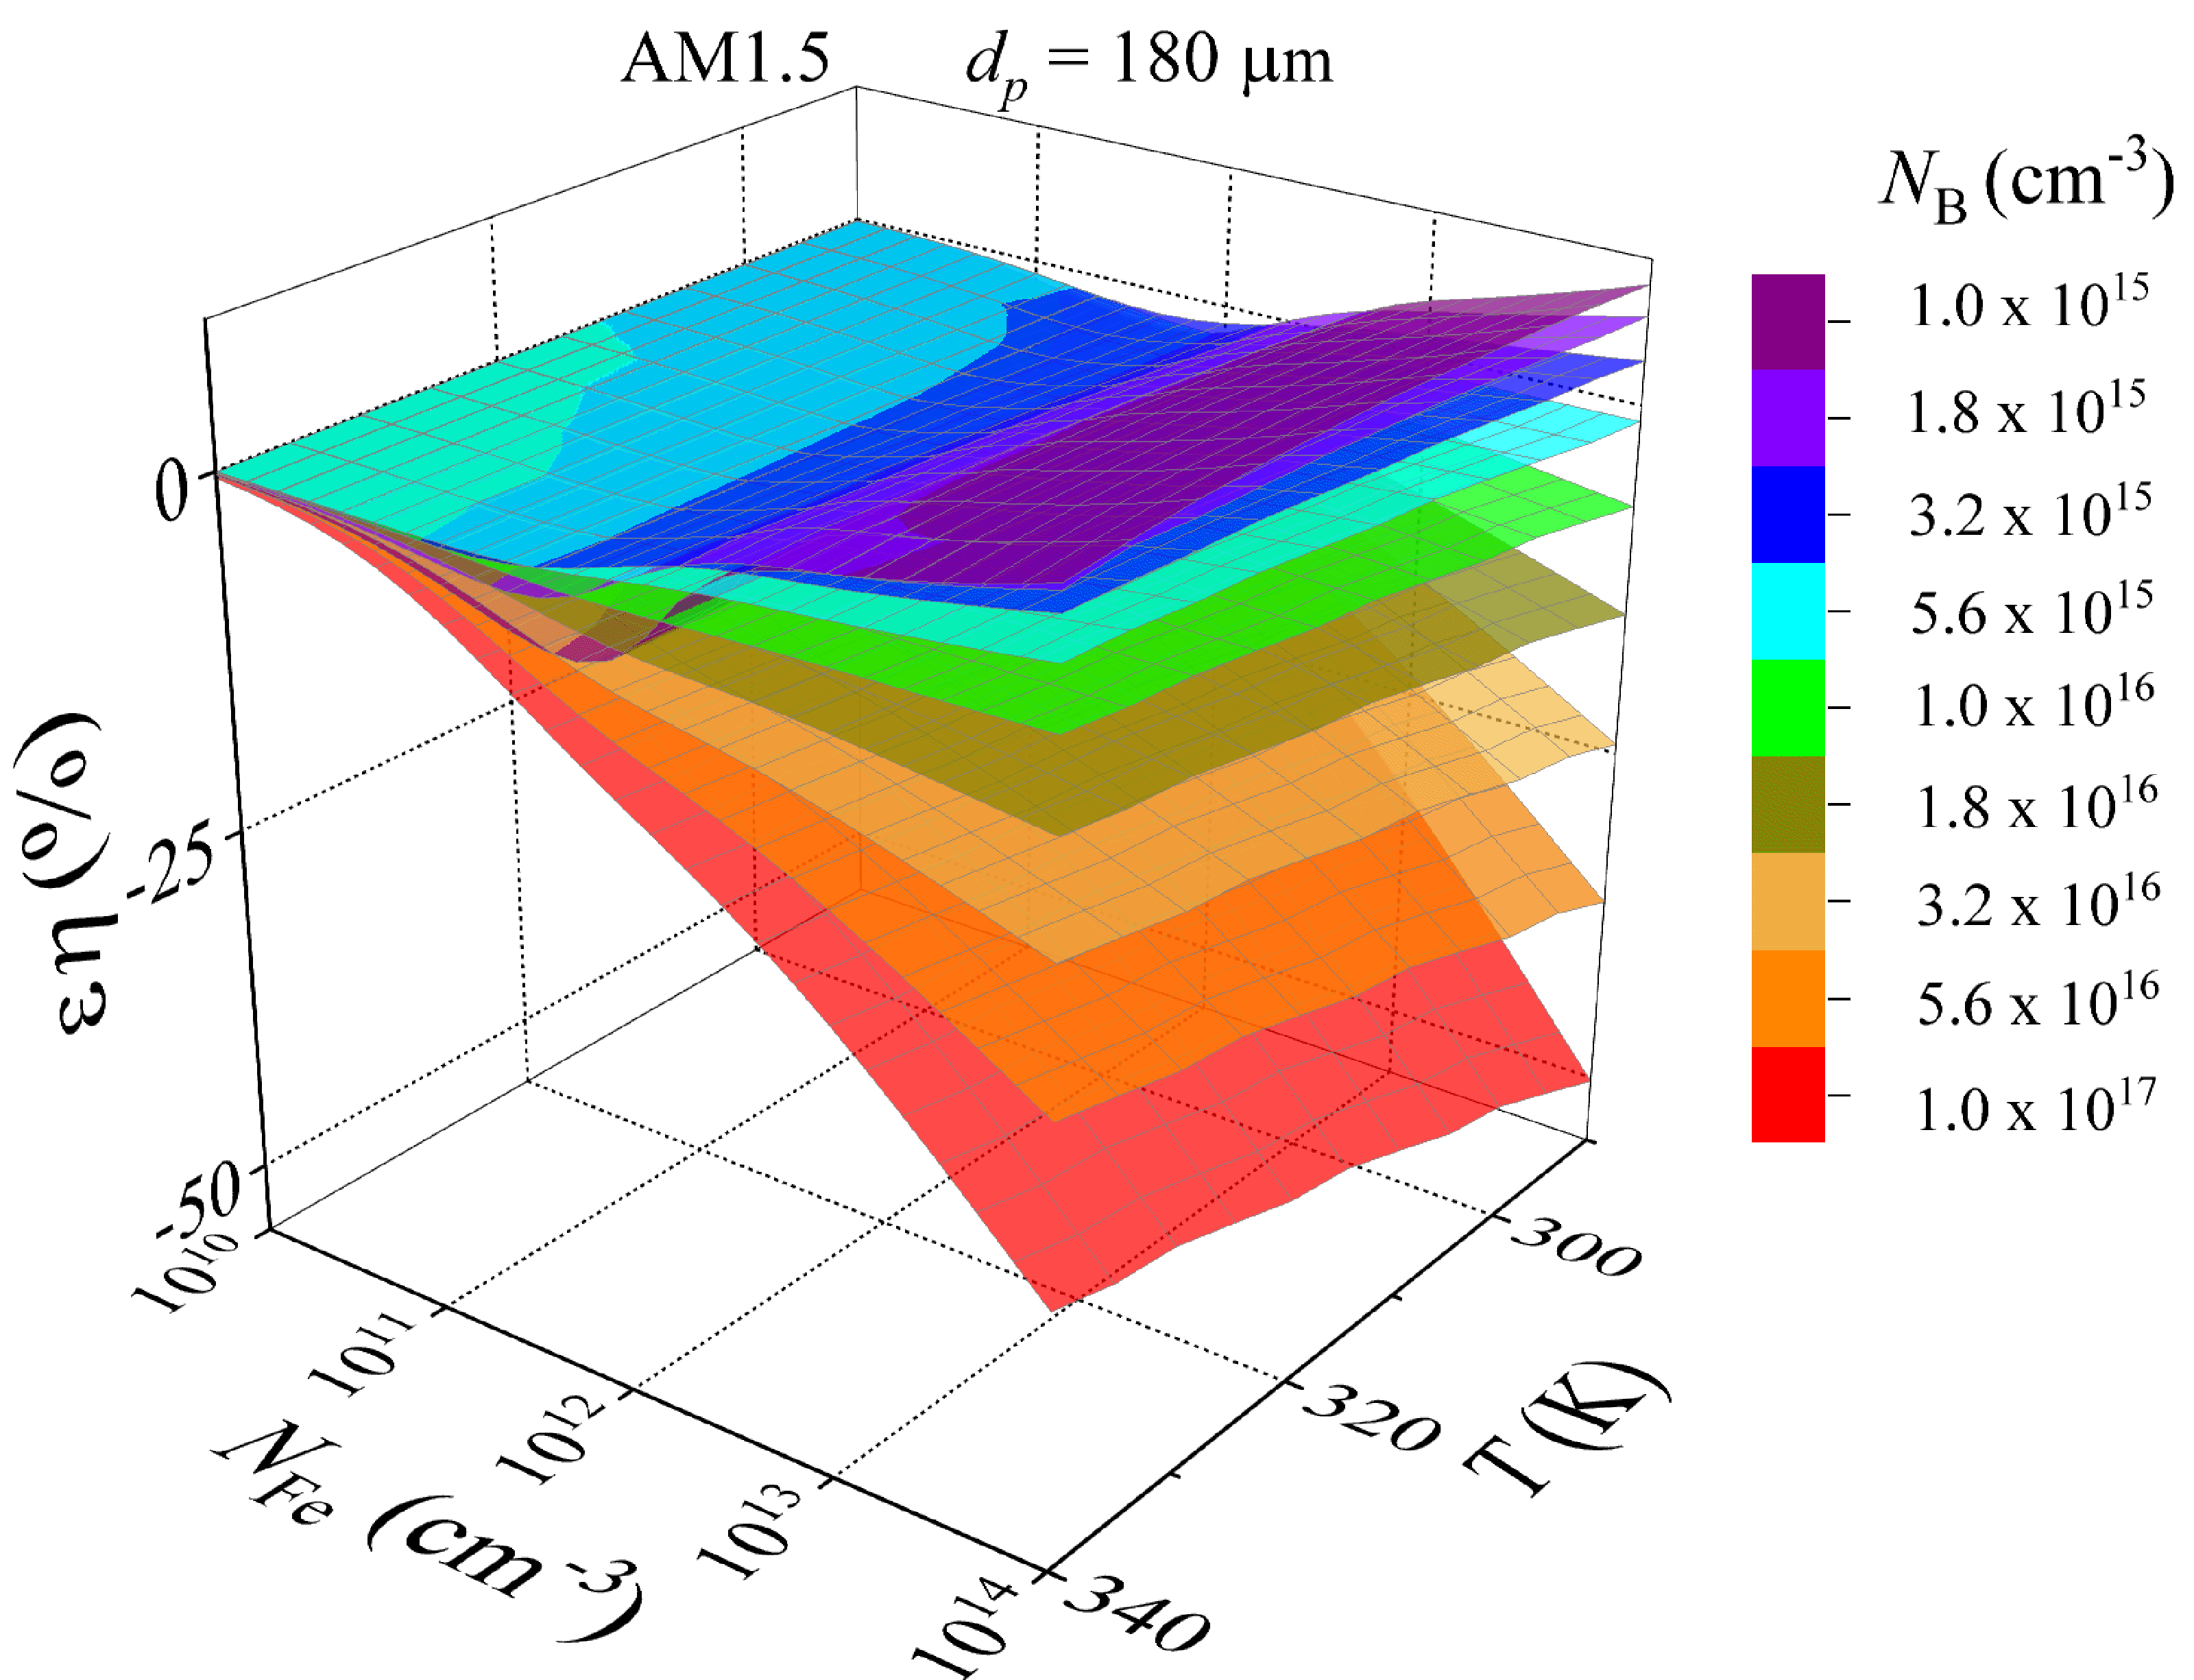 AM1.5 dp = 180 μm
NB (cm-3)
1.0 x 10^15
1.8 x 10^15
3.2 x 10^15
5.6 x 10^15
1.0 x 10^16
1.8 x 10^16
3.2 x 10^16
5.6 x 10^16
1.0 x 10^17
0
-25
-50
εη (%)
10^10
10^11
10^12
10^13
10^14
NFe (cm-3)
300
320
340
T (K)